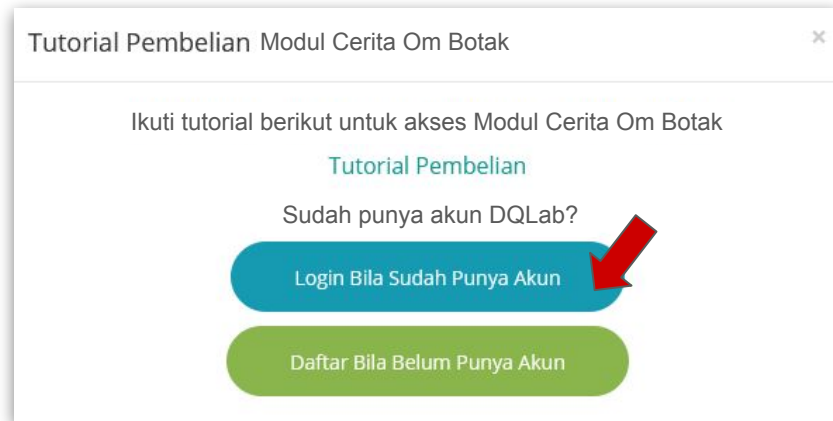 Tutorial Pembelian Modul Cerita Om Botak
Ikuti tutorial berikut untuk akses Modul Cerita Om Botak
Tutorial Pembelian
Sudah punya akun DQLab?
Login Bila Sudah Punya Akun
Daftar Bila Belum Punya Akun